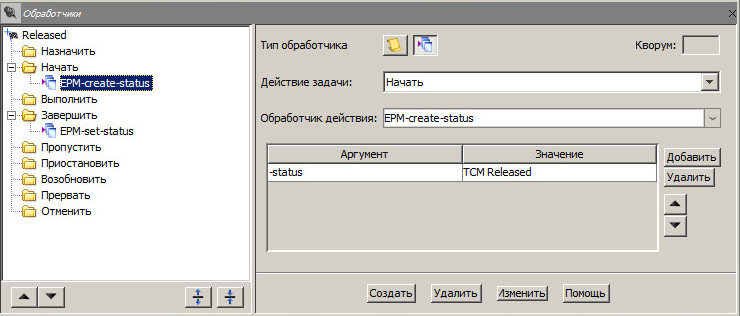 Обработчики
Released
Назначить
Начать
EPM-create-status
Выполнить
Завершить
EPM-set-status
Пропустить
Приостановить
Возобновить
Прервать
Отменить
Тип обработчика
Кворум:
Действие задачи:
Начать
Обработчик действия:
EPM-create-status
Аргумент
Значение
-status
TCM Released
Добавить
Удалить
Создать
Удалить
Изменить
Помощь